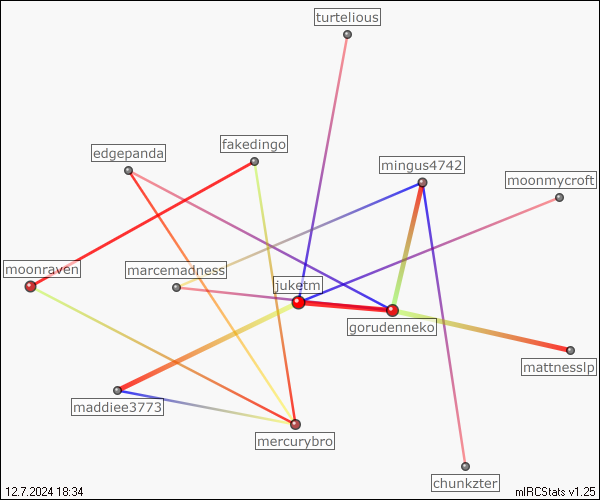 turtelious
fakedingo
edgepanda
mingus4742
moonmycroft
moonraven
marcemadness
juketm
gorudenneko
mattnesslp
maddiee3773
mercurybro
chunkzter
12.7.2024 18:34
mIRCStats v1.25